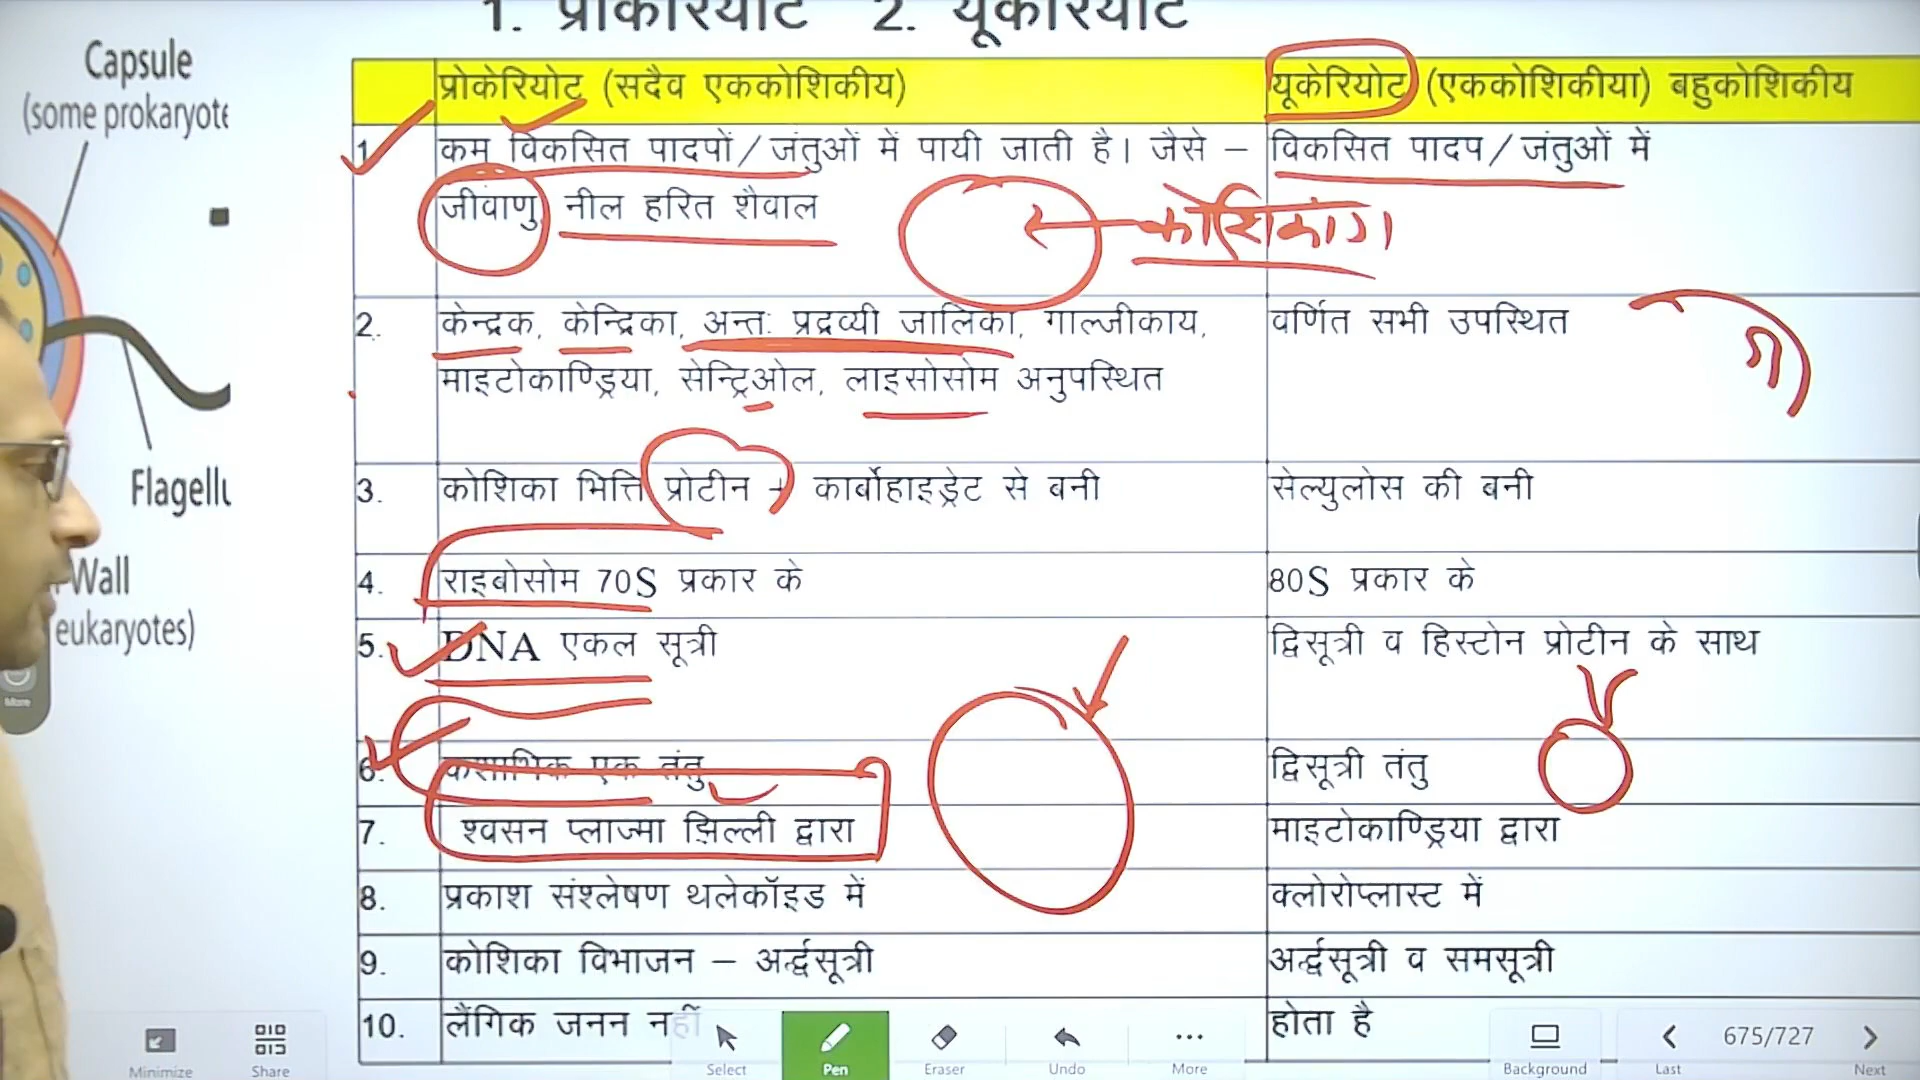 1. प्रोकेरियोट 2. यूकेरियोट
Capsule
(some prokaryote
Flagellu
Wall
eukaryotes)
प्रोकेरियोट (सदैव एककोशिकीय)
यूकेरियोट (एककोशिकीया) बहुकोशिकीय
1.
कम विकसित पादपों / जंतुओं में पायी जाती है। जैसे –
जीवाणु, नील हरित शैवाल
विकसित पादप / जंतुओं में
2.
केन्द्रक, केन्द्रिका, अन्तः प्रद्रव्यी जालिका, गाल्जीकाय,
माइटोकाण्ड्रिया, सेन्ट्रिओल, लाइसोसोम अनुपस्थित
वर्णित सभी उपस्थित
3.
कोशिका भित्ति प्रोटीन + कार्बोहाइड्रेट से बनी
सेल्युलोस की बनी
4.
राइबोसोम 70S प्रकार के
80S प्रकार के
5.
DNA एकल सूत्री
द्विसूत्री व हिस्टोन प्रोटीन के साथ
6.
कसाभिक एक तंतु
द्विसूत्री तंतु
7.
श्वसन प्लाज्मा झिल्ली द्वारा
माइटोकाण्ड्रिया द्वारा
8.
प्रकाश संश्लेषण थलेकॉइड में
क्लोरोप्लास्ट में
9.
कोशिका विभाजन – अर्द्धसूत्री
अर्द्धसूत्री व समसूत्री
10.
लैंगिक जनन नहीं
होता है
More
Minimize
Share
Select
Pen
Eraser
Undo
More
Background
675/727
Last
Next